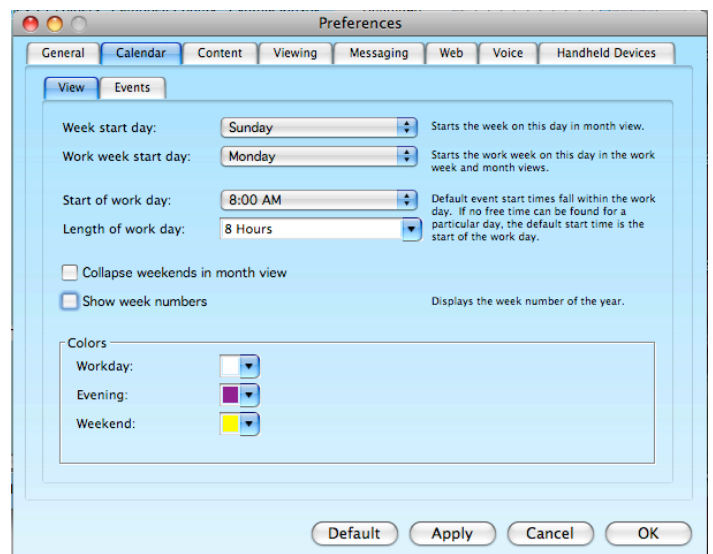 Preferences
General Calendar Content Viewing Messaging Web Voice Handheld Devices
View Events
Week start day: Sunday Starts the week on this day in month view.
Work week start day: Monday Starts the work week on this day in the work
week and month views.
Start of work day: 8:00 AM Default event start times fall within the work
day. If no free time can be found for a
Length of work day: 8 Hours particular day, the default start time is the
start of the work day.
Collapse weekends in month view
Show week numbers Displays the week number of the year.
Colors
Workday:
Evening:
Weekend:
Default Apply Cancel OK